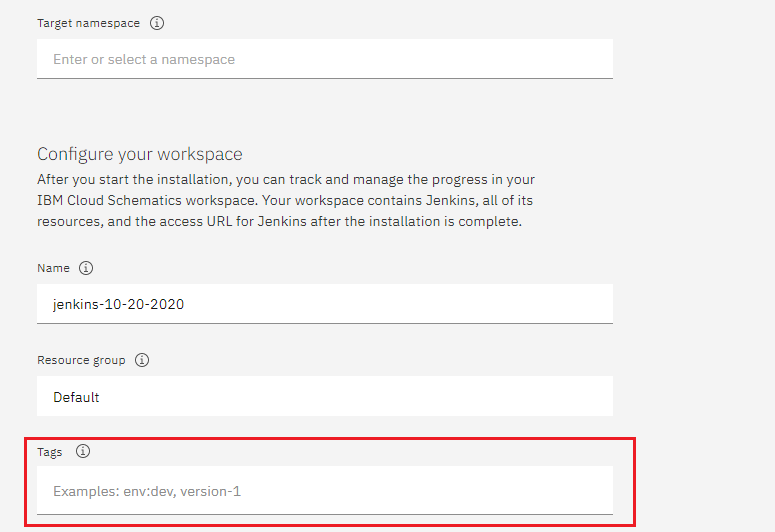 Target namespace
Enter or select a namespace
Configure your workspace
After you start the installation, you can track and manage the progress in your
IBM Cloud Schematics workspace. Your workspace contains Jenkins, all of its
resources, and the access URL for Jenkins after the installation is complete.
Name
jenkins-10-20-2020
Resource group
Default
Tags
Examples: env:dev, version-1